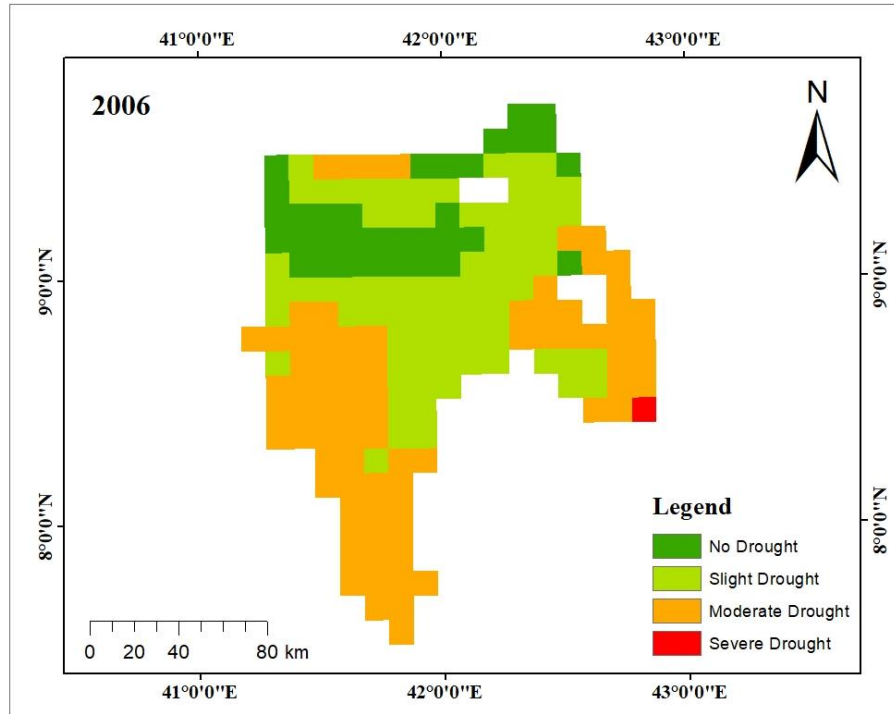 41°0'0"E 42°0'0"E 43°0'0"E
2006
N
9°0'0"N 9°0'0"N
8°0'0"N 8°0'0"N
Legend
No Drought
Slight Drought
Moderate Drought
Severe Drought
0 20 40 80 km
41°0'0"E 42°0'0"E 43°0'0"E